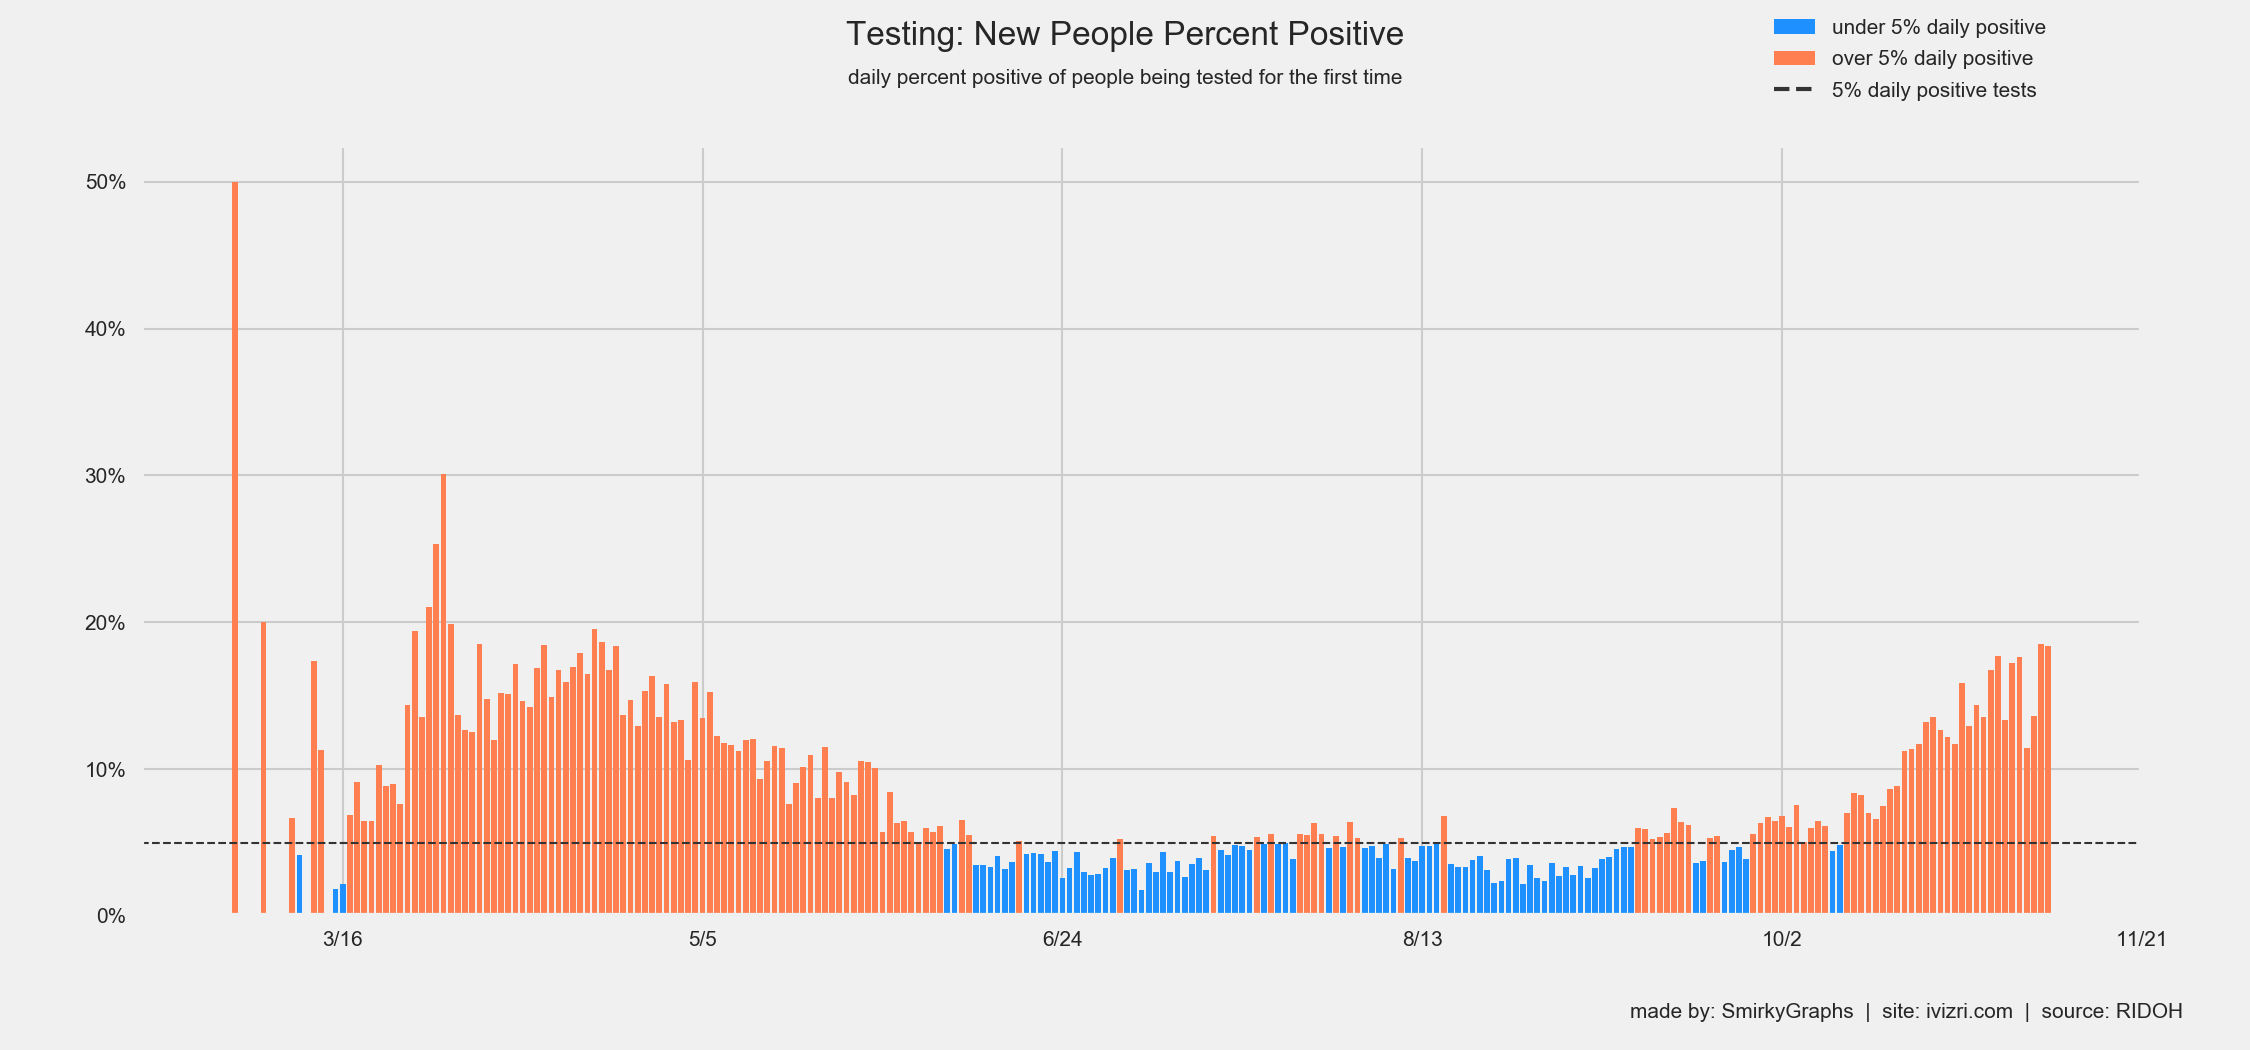 Testing: New People Percent Positive
daily percent positive of people being tested for the first time
under 5% daily positive
over 5% daily positive
5% daily positive tests
50%
40%
30%
20%
10%
0%
3/16 5/5 6/24 8/13 10/2 11/21
made by: SmirkyGraphs | site: ivizri.com | source: RIDOH